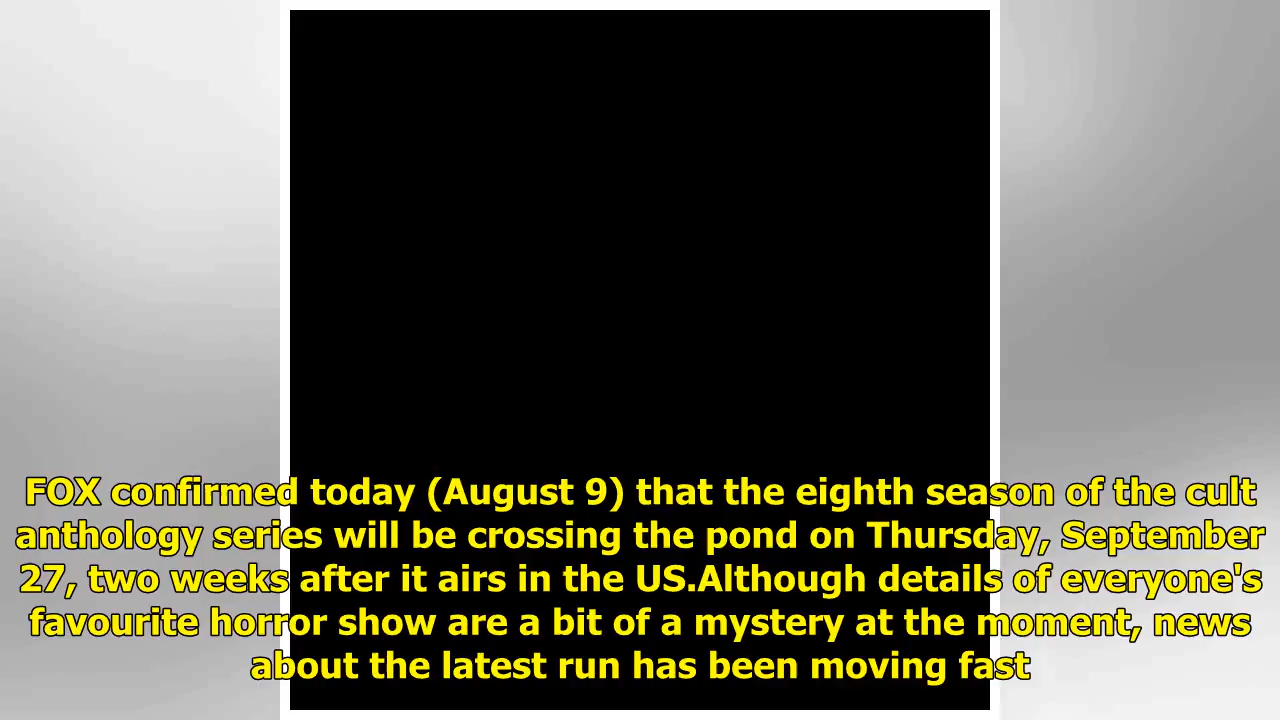 FOX confirmed today (August 9) that the eighth season of the cult
anthology series will be crossing the pond on Thursday, September
27, two weeks after it airs in the US.Although details of everyone's
favourite horror show are a bit of a mystery at the moment, news
about the latest run has been moving fast